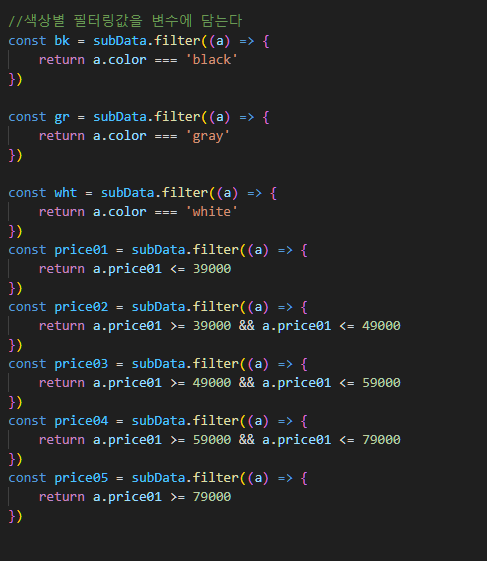 //색상별 필터링값을 변수에 담는다
const bk = subData.filter((a) => {
    return a.color === 'black'
})
const gr = subData.filter((a) => {
    return a.color === 'gray'
})
const wht = subData.filter((a) => {
    return a.color === 'white'
})
const price01 = subData.filter((a) => {
    return a.price01 <= 39000
})
const price02 = subData.filter((a) => {
    return a.price01 >= 39000 && a.price01 <= 49000
})
const price03 = subData.filter((a) => {
    return a.price01 >= 49000 && a.price01 <= 59000
})
const price04 = subData.filter((a) => {
    return a.price01 >= 59000 && a.price01 <= 79000
})
const price05 = subData.filter((a) => {
    return a.price01 >= 79000
})